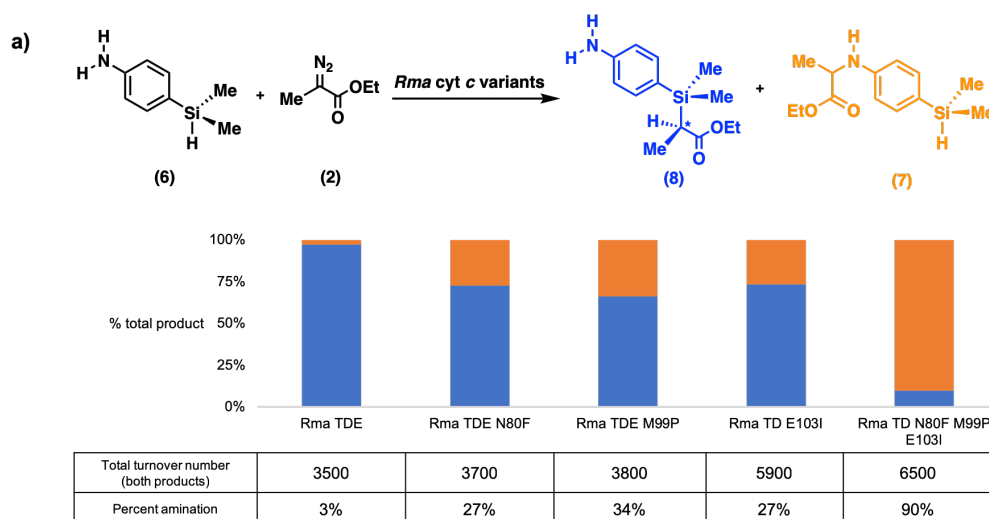 a)
H
H N
Si Me
Me
H
(6)
+
N2
Me OEt
O
(2)
Rma cyt c variants
H N
H
Si Me
Me
H * OEt
Me O
(8)
+
H
Me N
EtO O
Si Me
Me
H
(7)
100%
75%
% total product
50%
25%
0%
Rma TDE
Rma TDE N80F
Rma TDE M99P
Rma TD E103I
Rma TD N80F M99P
E103I
Total turnover number
(both products)
3500
3700
3800
5900
6500
Percent amination
3%
27%
34%
27%
90%